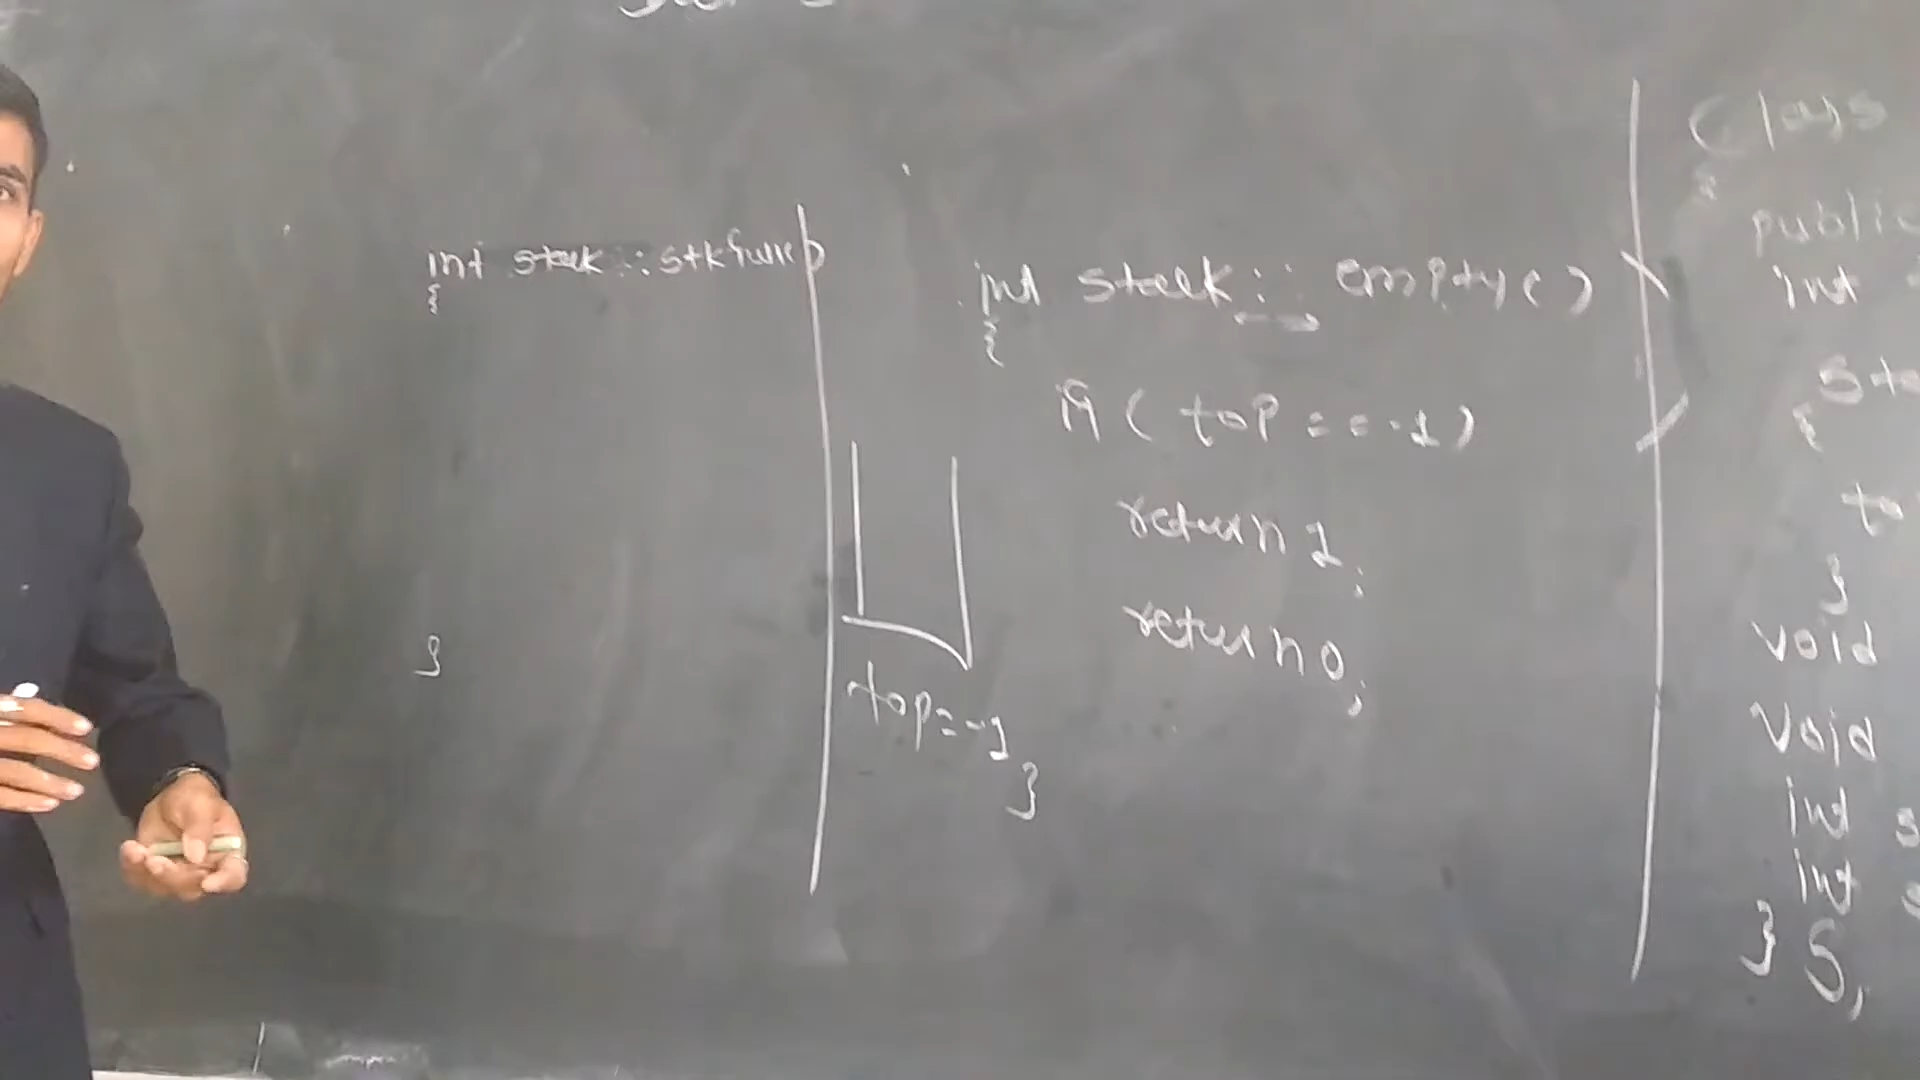 int stack :: stkfull()
{
}
int stack :: empty()
{
if ( top == -1 )
return 1;
return 0;
top = -1
}
Class
{
public
int
{
}
void
void
int s
int s
} S;